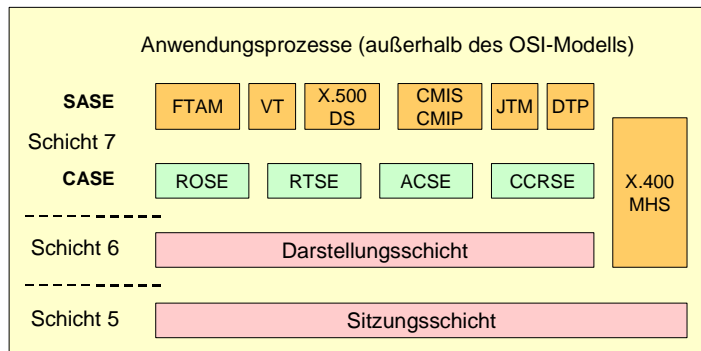 Anwendungsprozesse (außerhalb des OSI-Modells)
SASE
FTAM
VT
X.500
DS
CMIS
CMIP
JTM
DTP
Schicht 7
CASE
ROSE
RTSE
ACSE
CCRSE
X.400
MHS
Schicht 6
Darstellungsschicht
Schicht 5
Sitzungsschicht